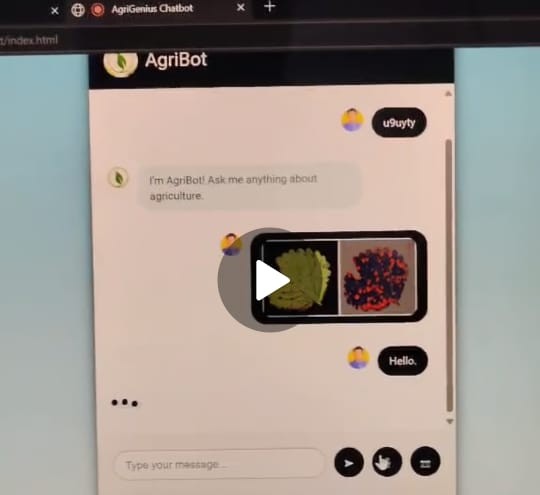 AgriGenius Chatbot
t/index.html
AgriBot
u9uyty
I'm AgriBot! Ask me anything about
agriculture.
Hello.
Type your message...